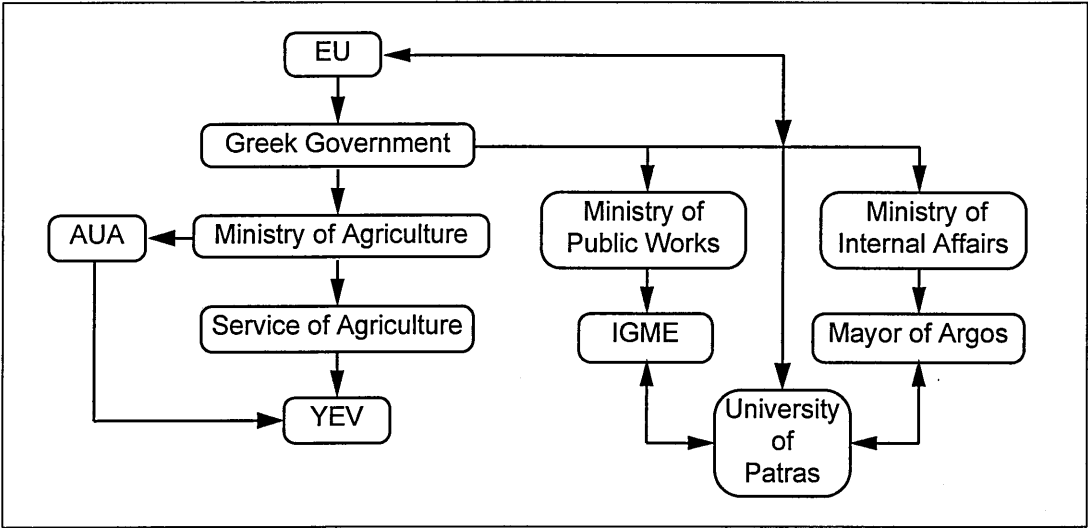 EU
Greek Government
AUA
Ministry of Agriculture
Ministry of
Public Works
Ministry of
Internal Affairs
Service of Agriculture
IGME
Mayor of Argos
YEV
University
of
Patras